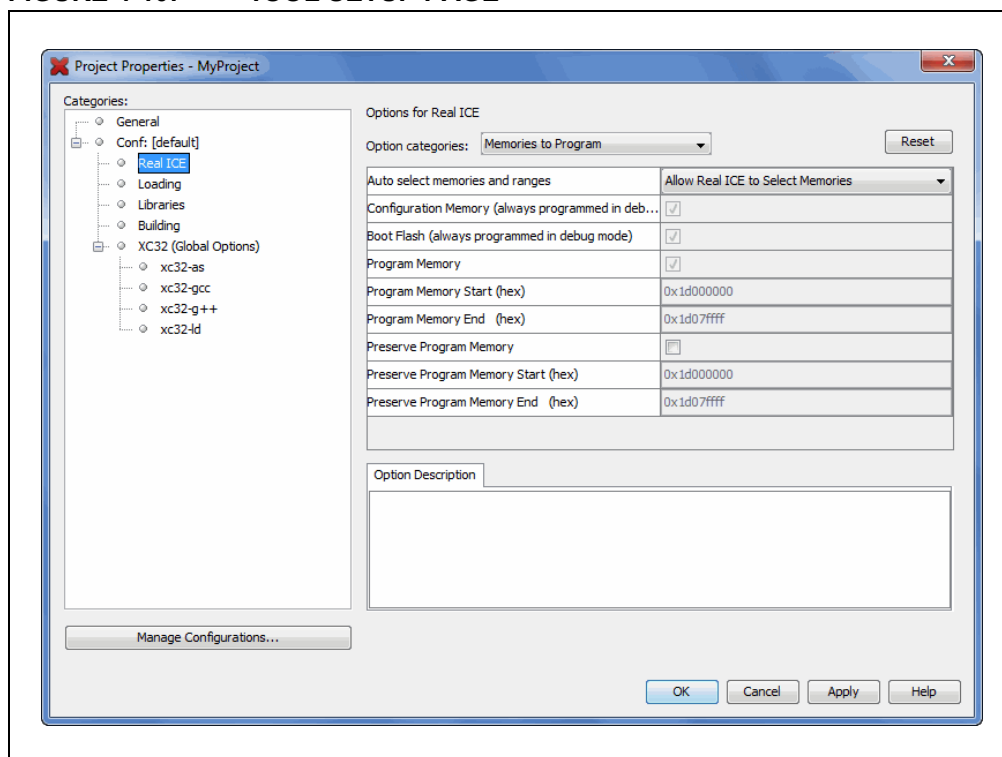 Project Properties - MyProject
Categories:
General
Conf: [default]
Real ICE
Loading
Libraries
Building
XC32 (Global Options)
xc32-as
xc32-gcc
xc32-g++
xc32-ld
Manage Configurations...
Options for Real ICE
Option categories: Memories to Program
Reset
Auto select memories and ranges Allow Real ICE to Select Memories
Configuration Memory (always programmed in deb...
Boot Flash (always programmed in debug mode)
Program Memory
Program Memory Start (hex) 0x1d000000
Program Memory End (hex) 0x1d07ffff
Preserve Program Memory
Preserve Program Memory Start (hex) 0x1d000000
Preserve Program Memory End (hex) 0x1d07ffff
Option Description
OK Cancel Apply Help